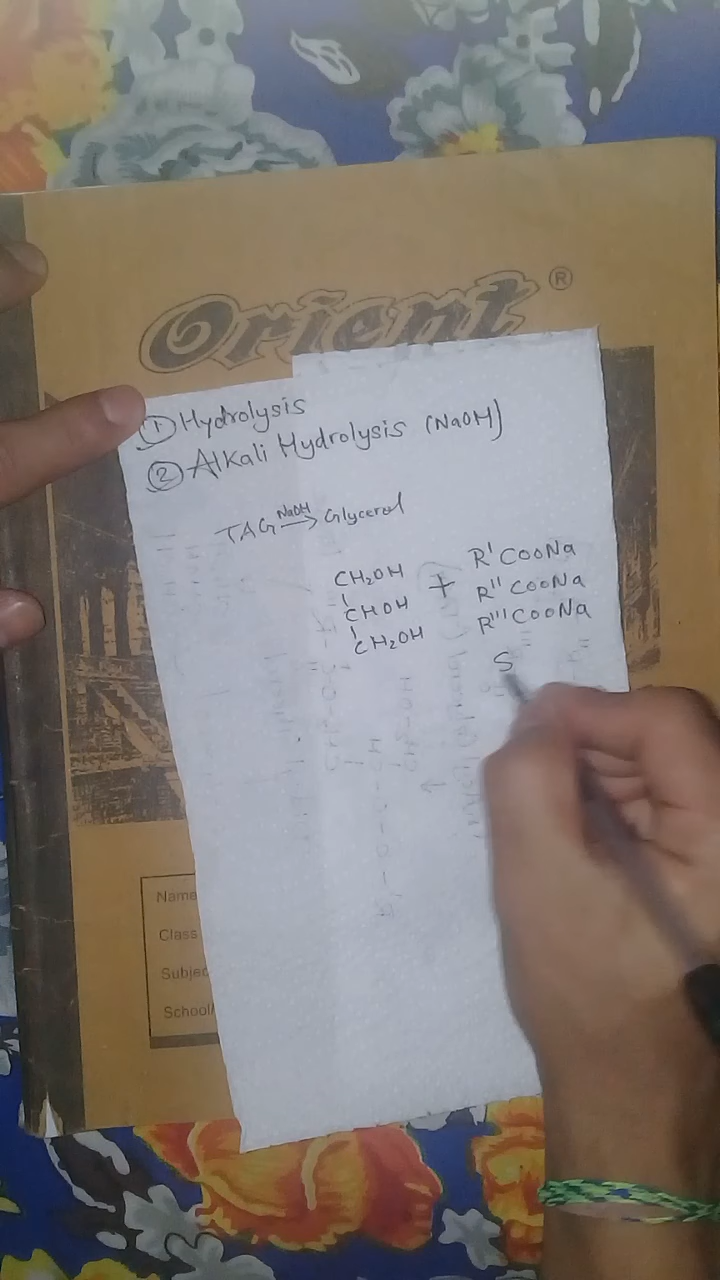 Orient ®
① Hydrolysis
② Alkali Hydrolysis (NaOH)
TAG NaOH → Glycerol
CH₂OH + R' COONa
CHOH R'' COONa
CH₂OH R''' COONa
S
Name
Class
Subjec
School/